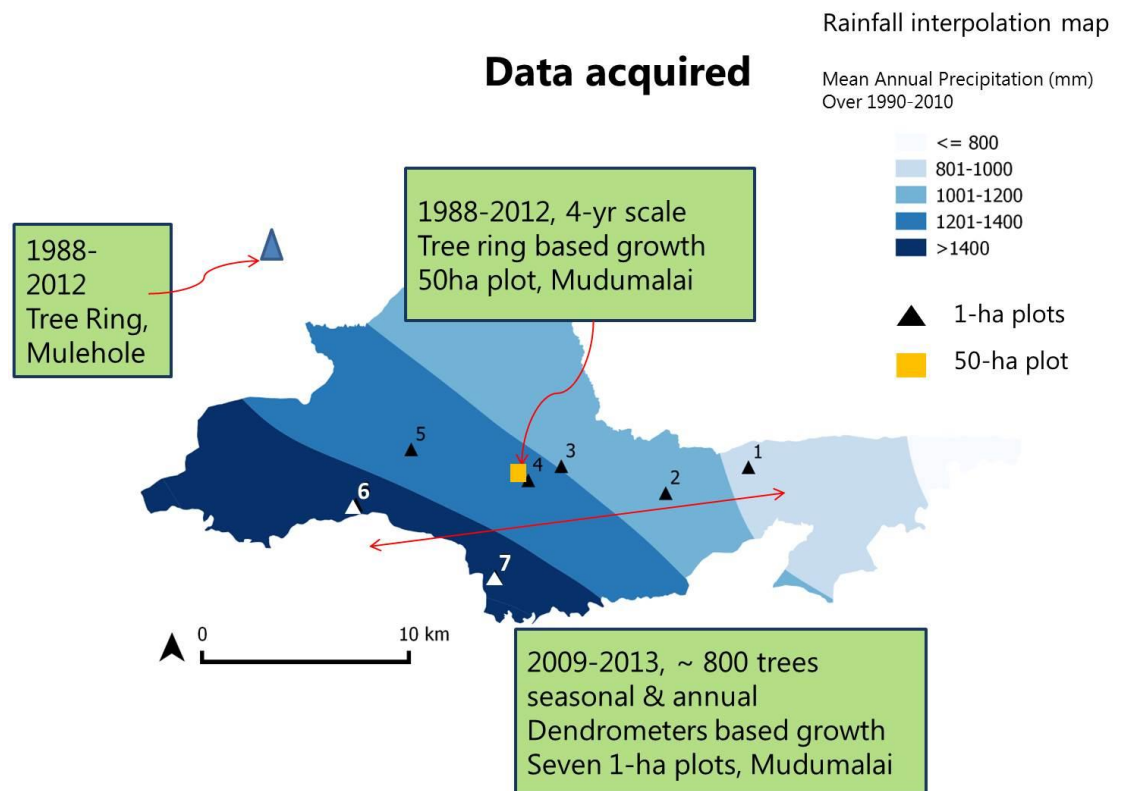 Data acquired
Rainfall interpolation map
Mean Annual Precipitation (mm)
Over 1990-2010
<= 800
801-1000
1001-1200
1201-1400
>1400
1-ha plots
50-ha plot
1988-
2012
Tree Ring,
Mulehole
1988-2012, 4-yr scale
Tree ring based growth
50ha plot, Mudumalai
5
4
3
2
1
6
7
0
10 km
2009-2013, ~ 800 trees
seasonal & annual
Dendrometers based growth
Seven 1-ha plots, Mudumalai